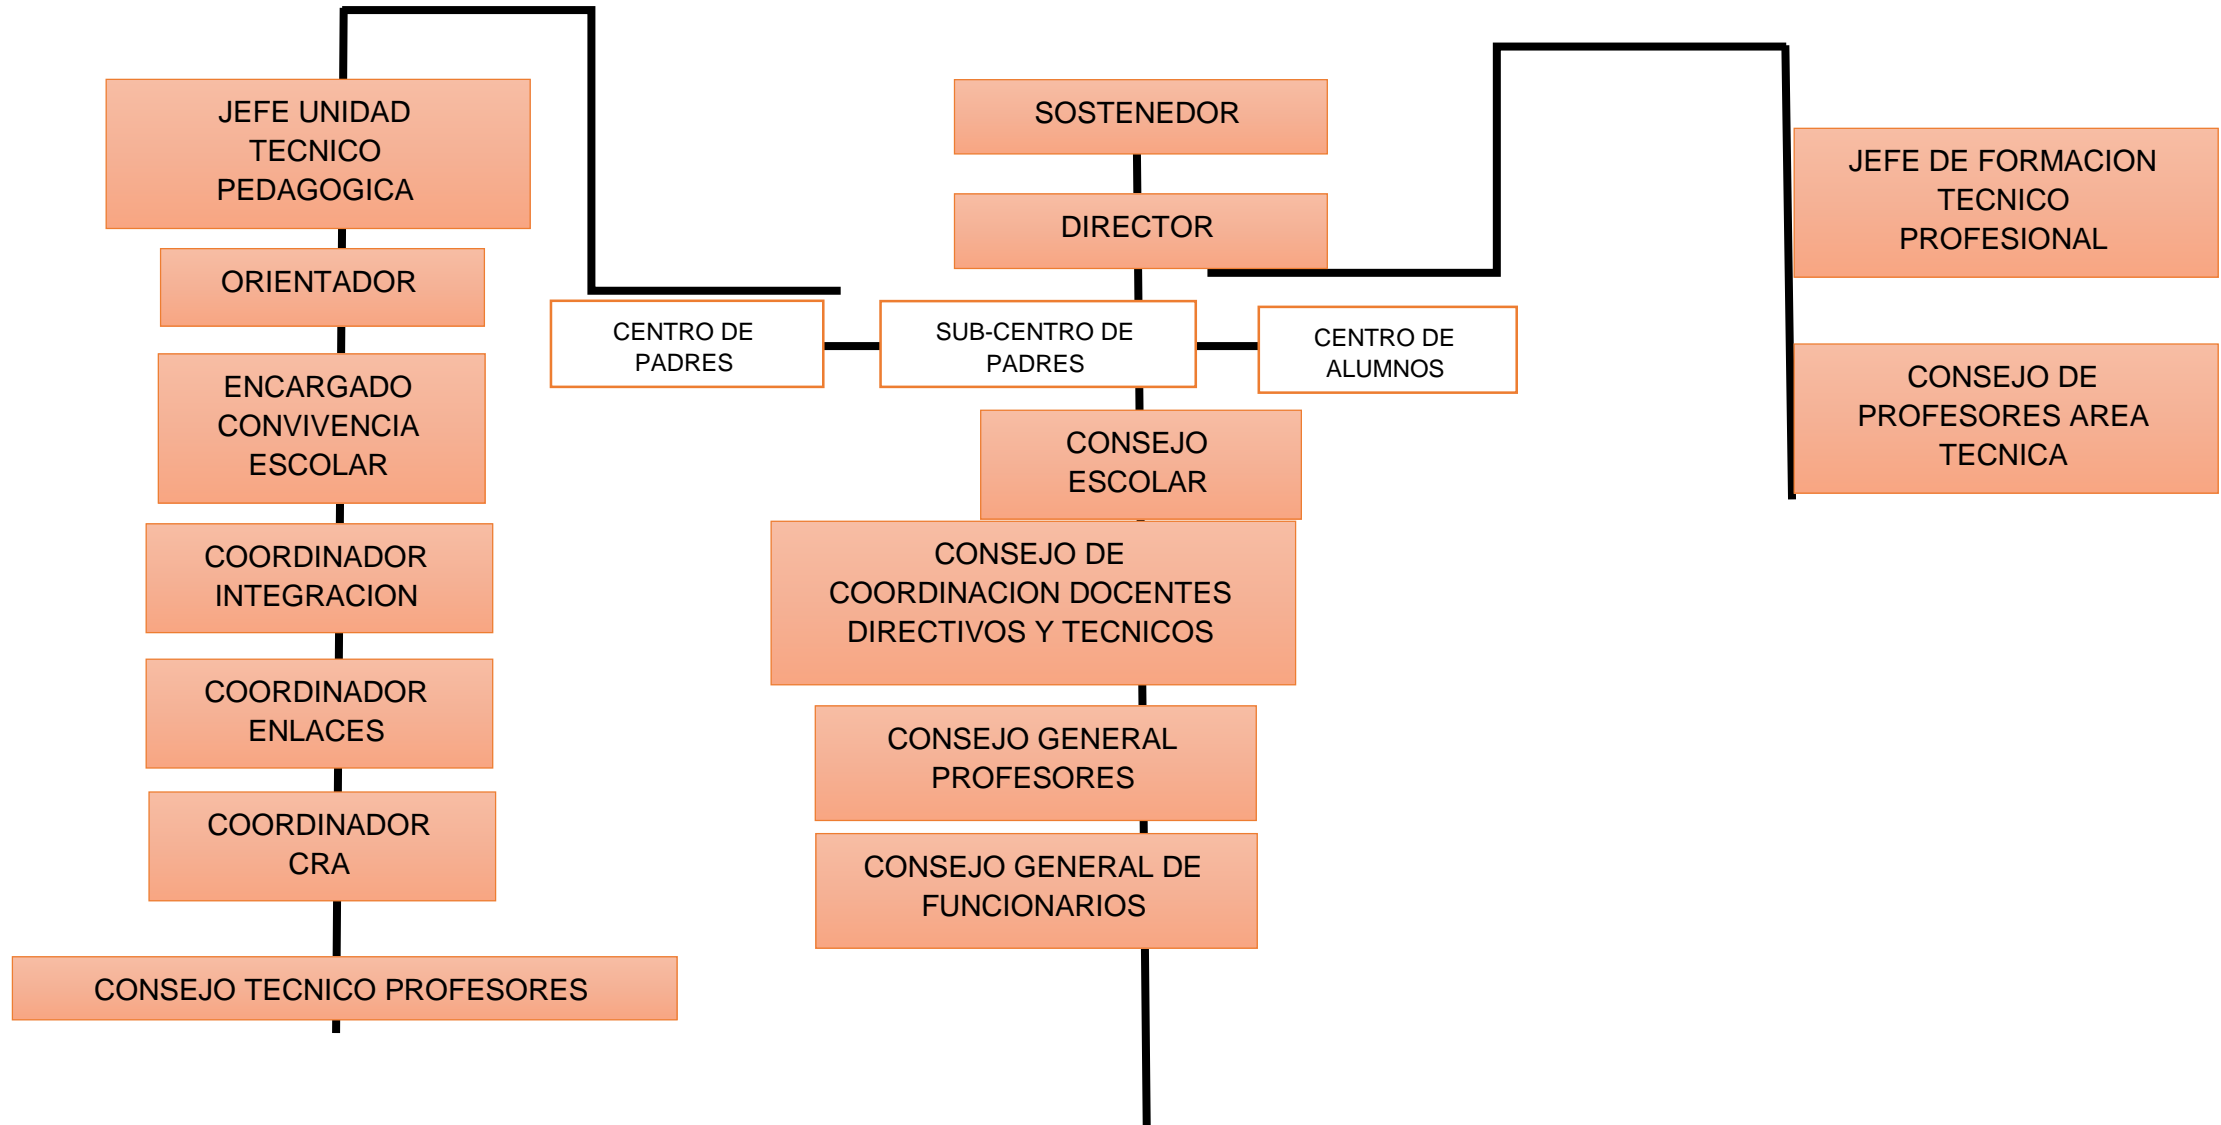 JEFE UNIDAD
TECNICO
PEDAGOGICA
ORIENTADOR
ENCARGADO
CONVIVENCIA
ESCOLAR
COORDINADOR
INTEGRACION
COORDINADOR
ENLACES
COORDINADOR
CRA
CONSEJO TECNICO PROFESORES
SOSTENEDOR
DIRECTOR
CENTRO DE
PADRES
SUB-CENTRO DE
PADRES
CENTRO DE
ALUMNOS
CONSEJO
ESCOLAR
CONSEJO DE
COORDINACION DOCENTES
DIRECTIVOS Y TECNICOS
CONSEJO GENERAL
PROFESORES
CONSEJO GENERAL DE
FUNCIONARIOS
JEFE DE FORMACION
TECNICO
PROFESIONAL
CONSEJO DE
PROFESORES AREA
TECNICA